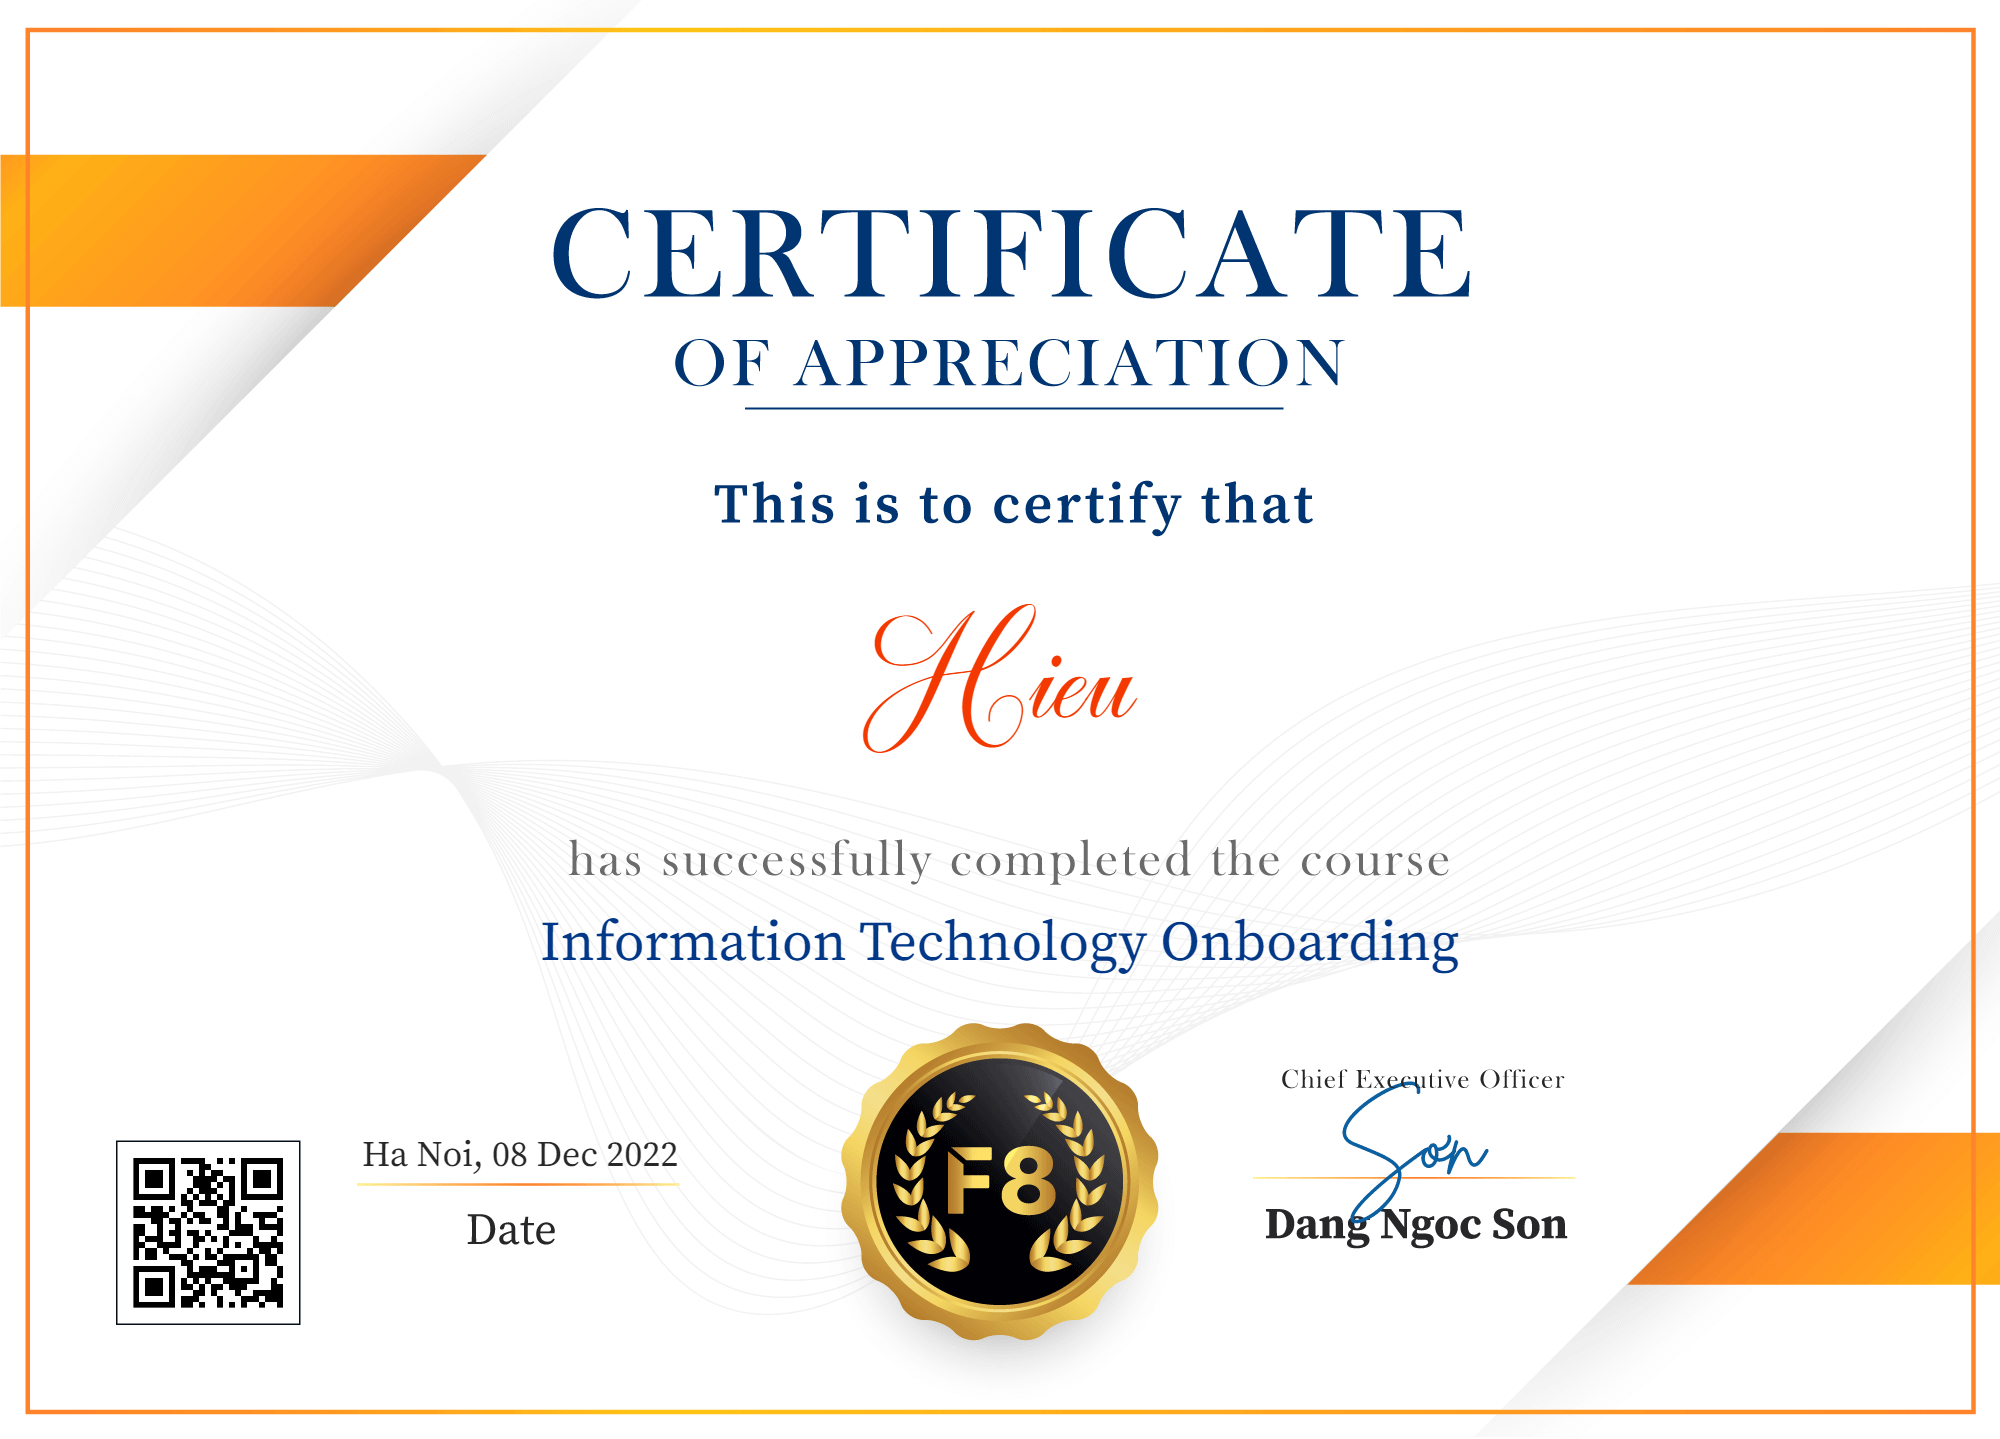 CERTIFICATE
OF APPRECIATION
This is to certify that
Hieu
has successfully completed the course
Information Technology Onboarding
Ha Noi, 08 Dec 2022
Date
F8
Chief Executive Officer
Son
Dang Ngoc Son